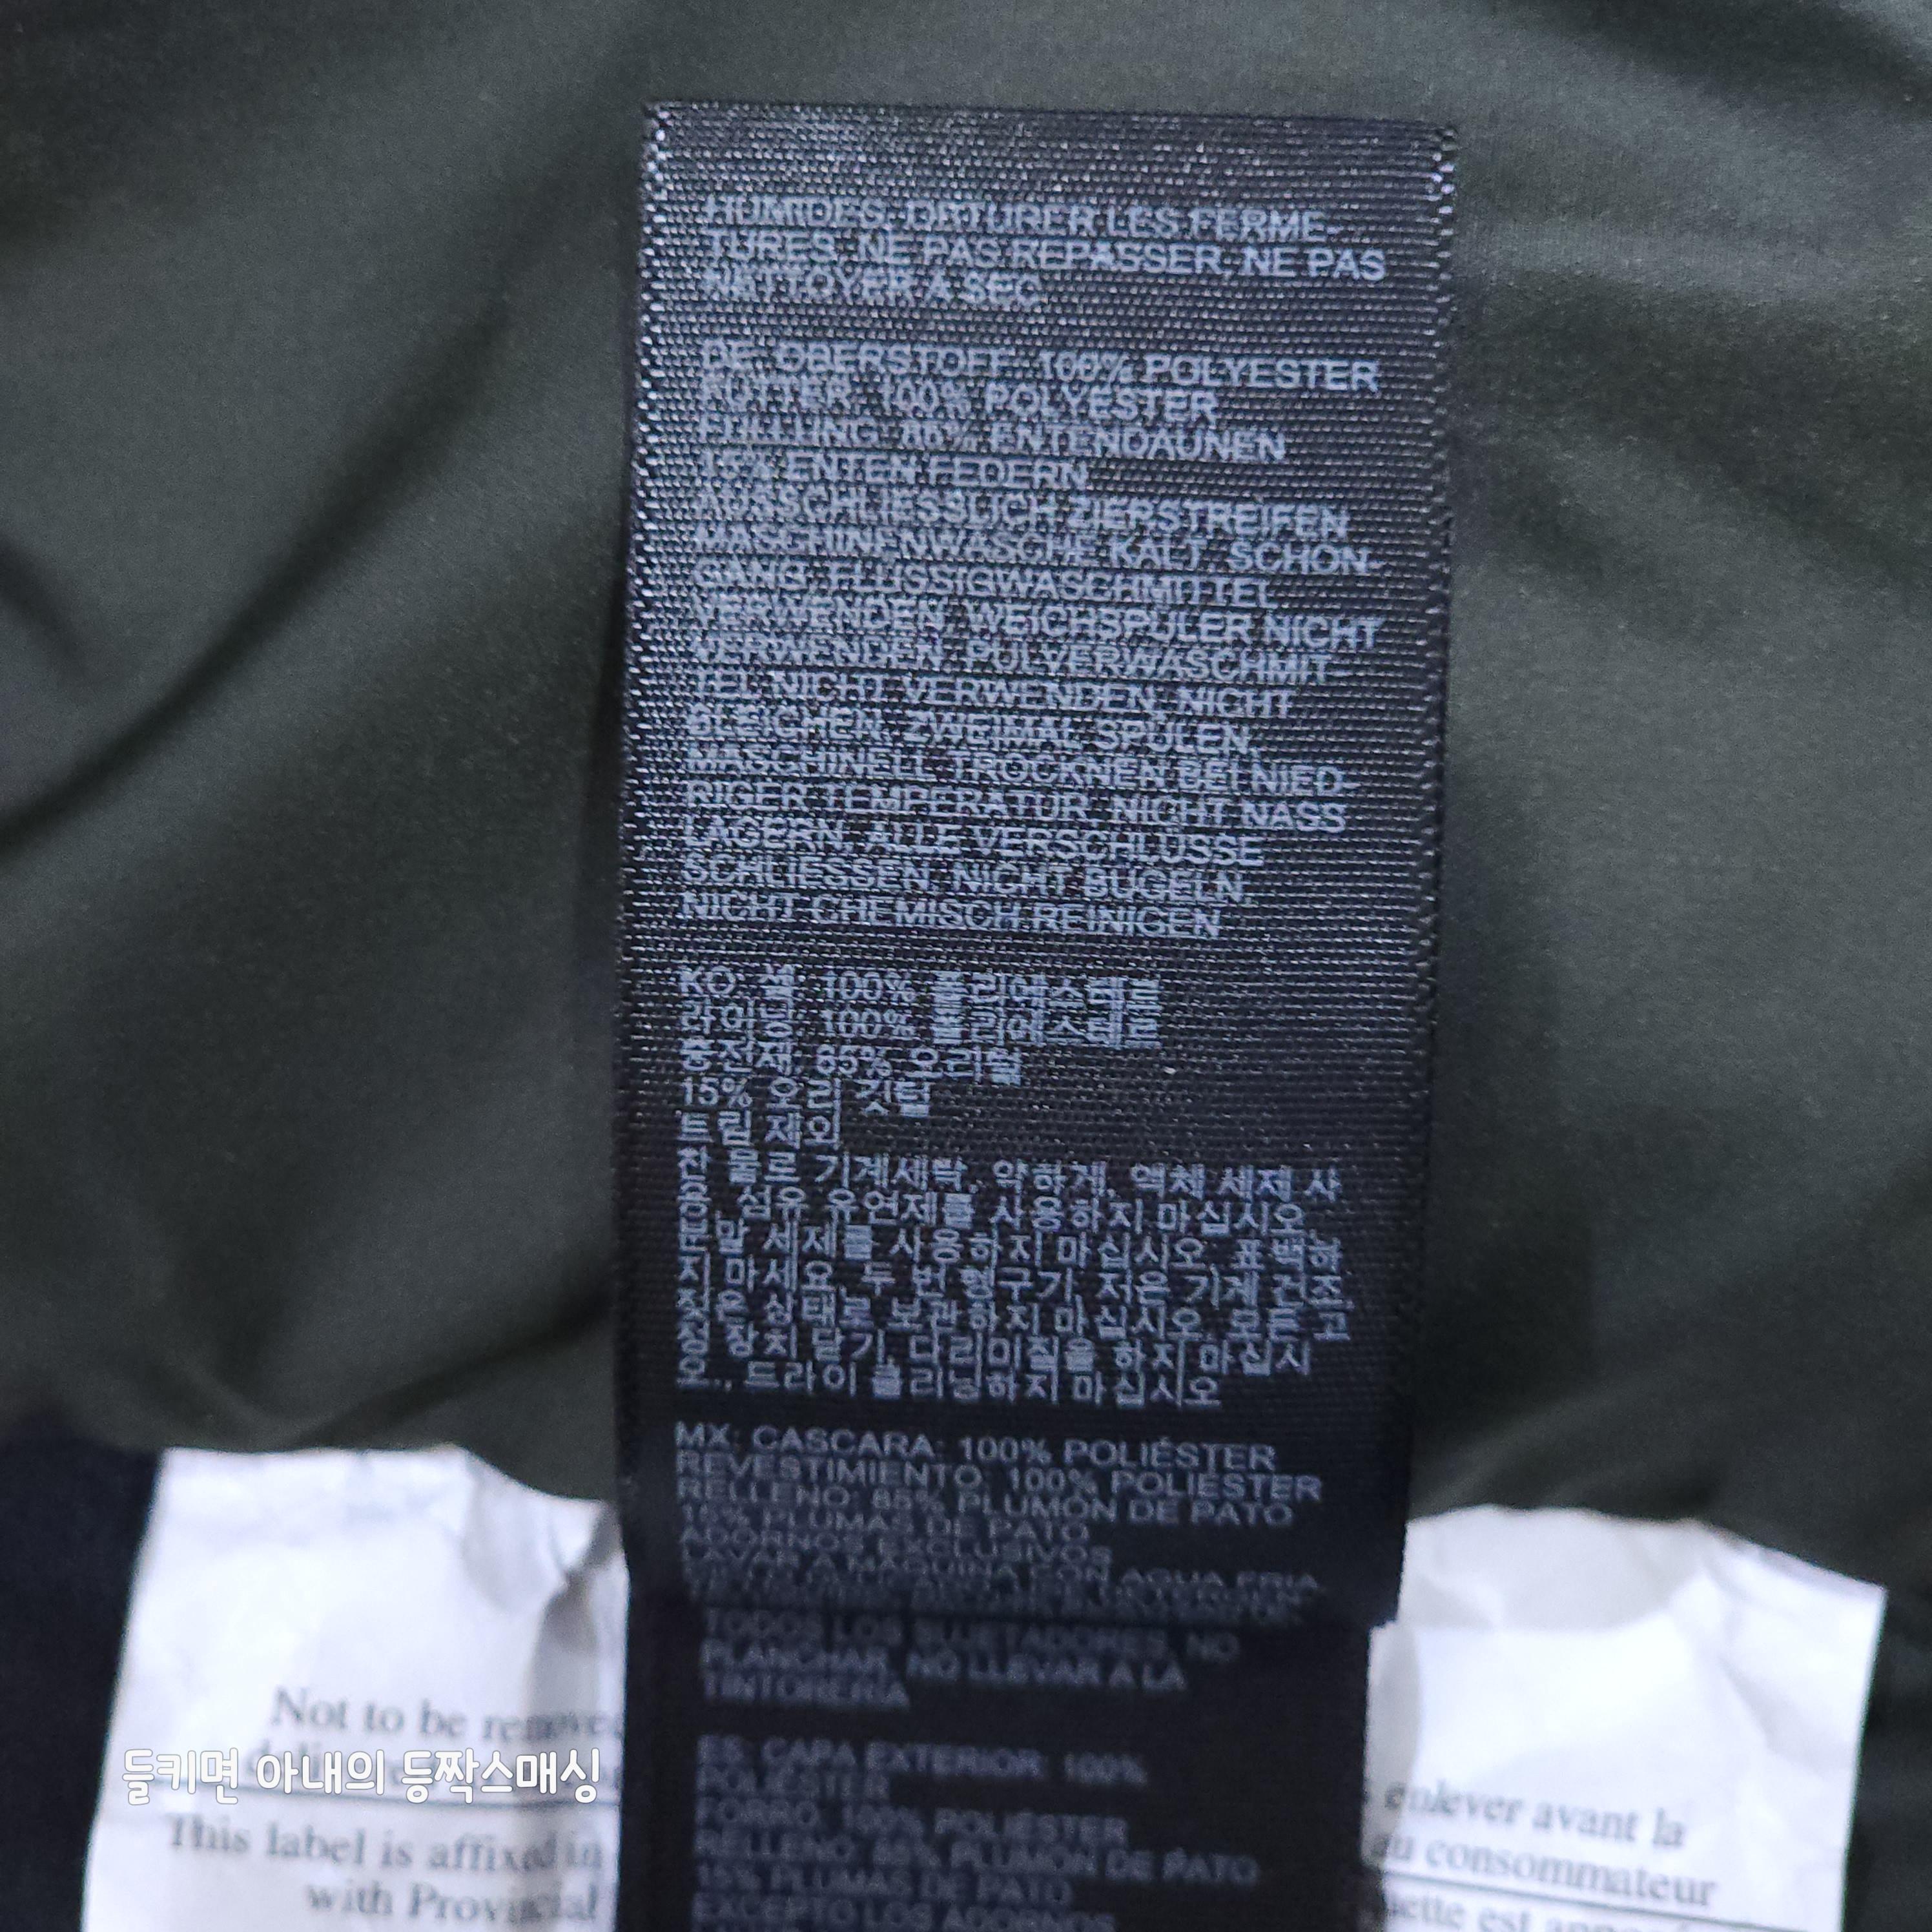 HUMIDES. OBTURER LES FERME-
TURES. NE PAS REPASSER. NE PAS
NETTOYER A SEC
DE: OBERSTOFF: 100% POLYESTER
FUTTER: 100% POLYESTER
FÜLLUNG: 85% ENTENDAUNEN
15% ENTEN FEDERN
AUSSCHLIESSLICH ZIERSTREIFEN
MASCHINENWÄSCHE KALT, SCHON-
GANG. FLÜSSIGWASCHMITTEL
VERWENDEN. WEICHSPÜLER NICHT
VERWENDEN. PULVERWASCHMIT-
TEL NICHT VERWENDEN. NICHT
BLEICHEN. ZWEIMAL SPÜLEN.
MASCHINELL TROCKNEN BEI NIED-
RIGER TEMPERATUR. NICHT NASS
LAGERN. ALLE VERSCHLÜSSE
SCHLIESSEN. NICHT BÜGELN.
NICHT CHEMISCH REINIGEN
KO: 셸: 100% 폴리에스테르
라이닝: 100% 폴리에스테르
충전재: 85% 오리털
15% 오리 깃털
트림 제외
찬 물로 기계세탁, 약하게, 액체 세제 사
용, 섬유 유연제를 사용하지 마십시오,
분말 세제를 사용하지 마십시오, 표백하
지 마세요, 두 번 헹구기, 저온 기계 건조,
젖은 상태로 보관하지 마십시오, 모든 고
정 장치 닫기, 다리미질을 하지 마십시
오., 드라이 클리닝하지 마십시오
MX: CASCARA: 100% POLIÉSTER
REVESTIMIENTO: 100% POLIÉSTER
RELLENO: 85% PLUMÓN DE PATO
15% PLUMAS DE PATO
ADORNOS EXCLUSIVOS
LAVAR A MAQUINA CON AGUA FRIA
TODOS LOS SUJETADORES, NO
PLANCHAR, NO LLEVAR A LA
TINTORERÍA
ES: CAPA EXTERIOR: 100%
POLIÉSTER
FORRO: 100% POLIÉSTER
RELLENO: 85% PLUMÓN DE PATO
15% PLUMAS DE PATO
EXCEPTO LOS ADORNOS
Not to be remove
들키면 아내의 등짝스매싱
This label is affixed in
with Provincial
enlever avant la
au consommateur
est